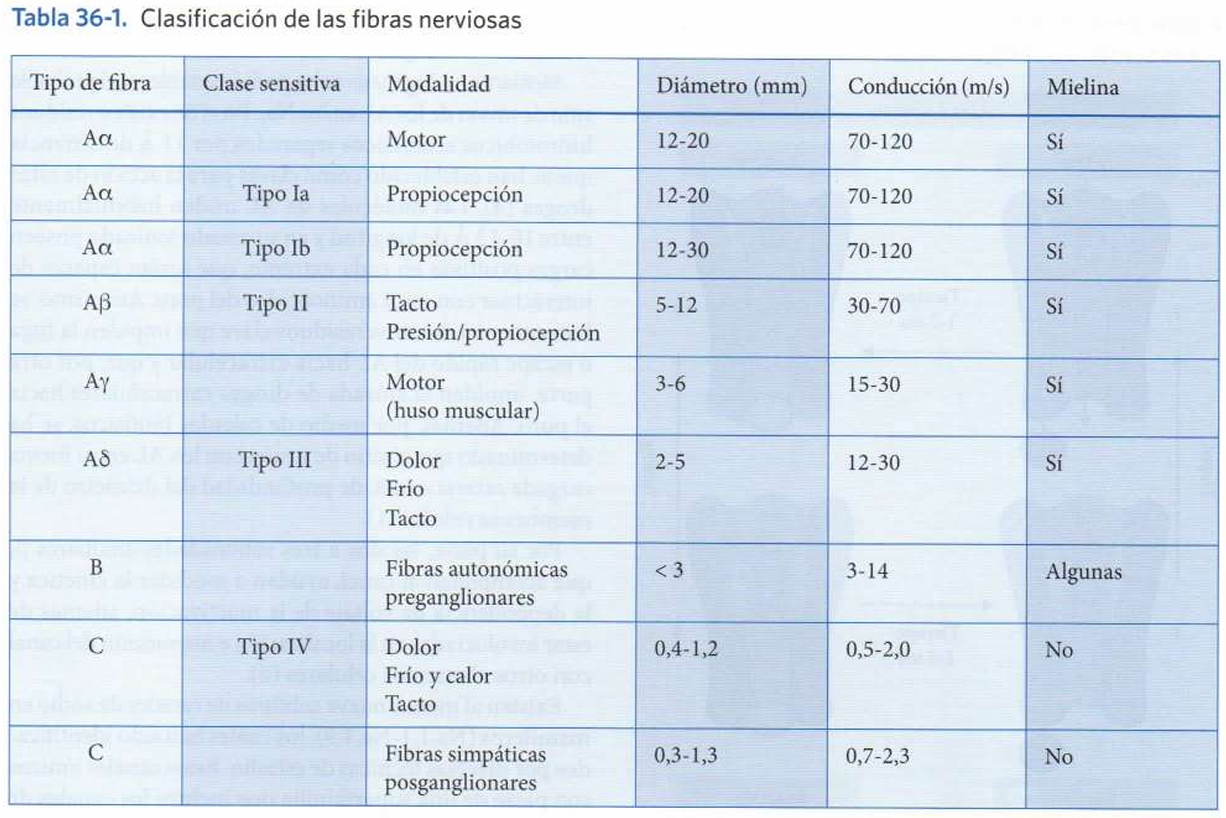 Tabla 36-1. Clasificación de las fibras nerviosas
Tipo de fibra Clase sensitiva Modalidad Diámetro (mm) Conducción (m/s) Mielina
Aα Motor 12-20 70-120 Sí
Aα Tipo Ia Propiocepción 12-20 70-120 Sí
Aα Tipo Ib Propiocepción 12-30 70-120 Sí
Aβ Tipo II Tacto 5-12 30-70 Sí
Presión/propiocepción
Aγ Motor 3-6 15-30 Sí
(huso muscular)
Aδ Tipo III Dolor 2-5 12-30 Sí
Frío
Tacto
B Fibras autonómicas < 3 3-14 Algunas
preganglionares
C Tipo IV Dolor 0,4-1,2 0,5-2,0 No
Frío y calor
Tacto
C Fibras simpáticas 0,3-1,3 0,7-2,3 No
posganglionares